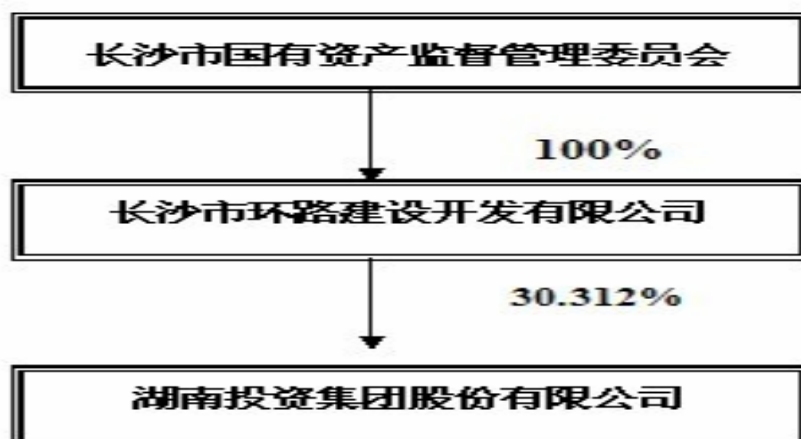 长沙市国有资产监督管理委员会
100%
长沙市环路建设开发有限公司
30.312%
湖南投资集团股份有限公司